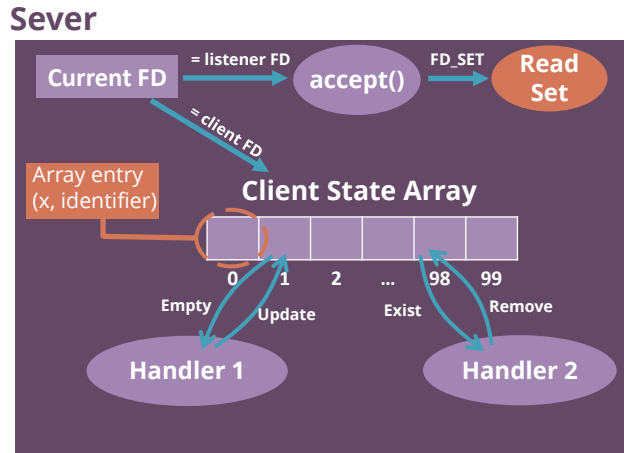 Sever
Current FD
= listener FD
accept()
FD_SET
Read
Set
= client FD
Array entry
(x, identifier)
Client State Array
0 1 2 ... 98 99
Empty
Update
Exist
Remove
Handler 1
Handler 2